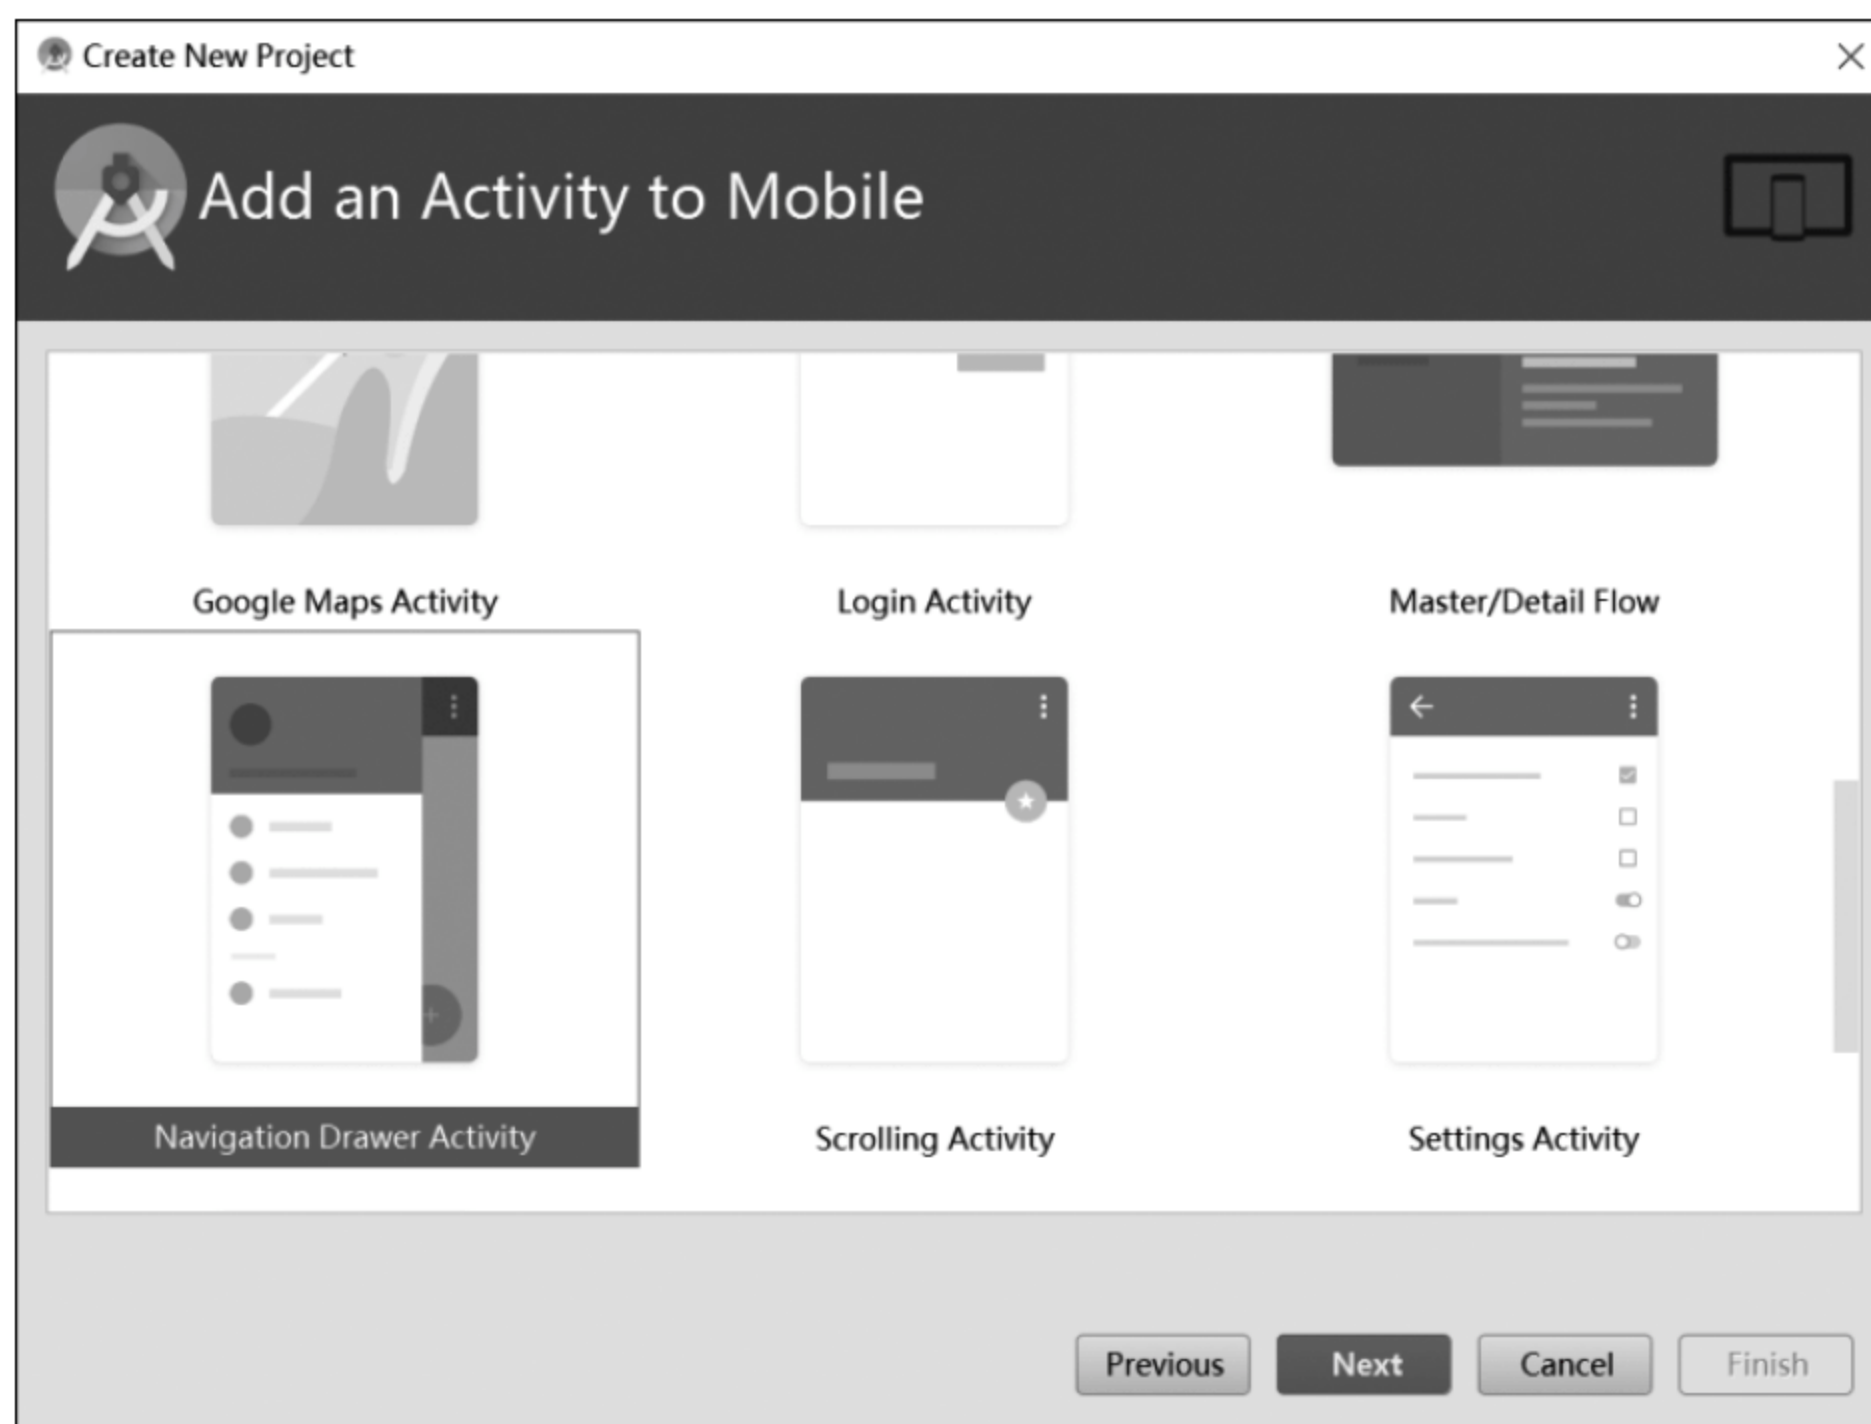 Create New Project
Add an Activity to Mobile
Google Maps Activity
Login Activity
Master/Detail Flow
Navigation Drawer Activity
Scrolling Activity
Settings Activity
Previous
Next
Cancel
Finish